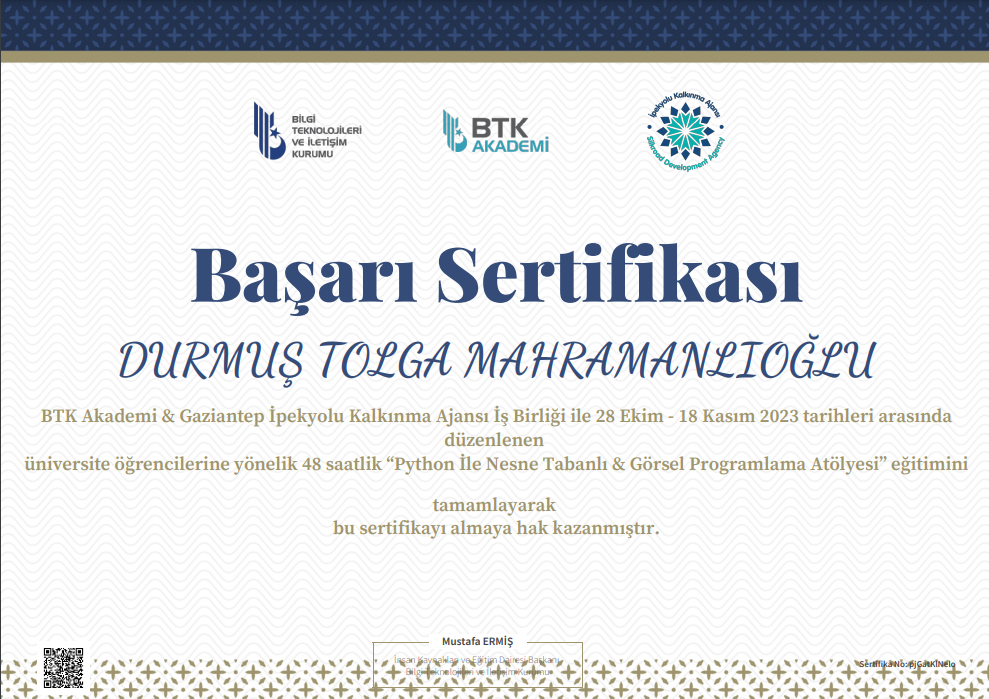 BİLGİ
TEKNOLOJİLERİ
VE İLETİŞİM
KURUMU
BTK
AKADEMİ
İpekyolu Kalkınma Ajansı
Silkroad Development Agency
Başarı Sertifikası
DURMUŞ TOLGA MAHRAMANLIOĞLU
BTK Akademi & Gaziantep İpekyolu Kalkınma Ajansı İş Birliği ile 28 Ekim - 18 Kasım 2023 tarihleri arasında
düzenlenen
üniversite öğrencilerine yönelik 48 saatlik “Python İle Nesne Tabanlı & Görsel Programlama Atölyesi” eğitimini
tamamlayarak
bu sertifikayı almaya hak kazanmıştır.
Mustafa ERMİŞ
İnsan Kaynakları ve Eğitim Dairesi Başkanı
Bilgi Teknolojileri ve İletişim Kurumu
Sertifika No: